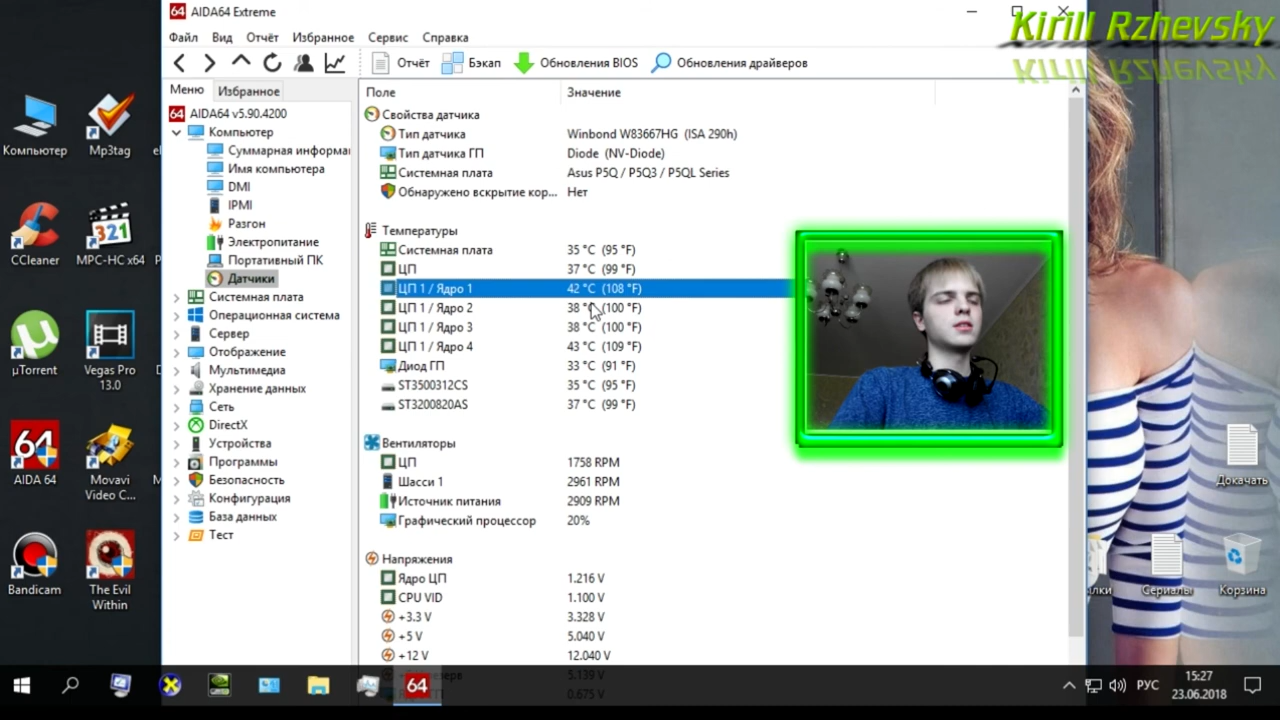 AIDA64 Extreme
Kirill Rzhevsky
Файл Вид Отчёт Избранное Сервис Справка
Отчёт Бэкап Обновления BIOS Обновления драйверов
Меню Избранное
AIDA64 v5.90.4200
Компьютер
Суммарная информа
Имя компьютера
DMI
IPMI
Разгон
Электропитание
Портативный ПК
Датчики
Системная плата
Операционная система
Сервер
Отображение
Мультимедиа
Хранение данных
Сеть
DirectX
Устройства
Программы
Безопасность
Конфигурация
База данных
Тест
Поле Значение
Свойства датчика
Тип датчика Winbond W83667HG (ISA 290h)
Тип датчика ГП Diode (NV-Diode)
Системная плата Asus P5Q / P5Q3 / P5QL Series
Обнаружено вскрытие кор... Нет
Температуры
Системная плата 35 °C (95 °F)
ЦП 37 °C (99 °F)
ЦП 1 / Ядро 1 42 °C (108 °F)
ЦП 1 / Ядро 2 38 °C (100 °F)
ЦП 1 / Ядро 3 38 °C (100 °F)
ЦП 1 / Ядро 4 43 °C (109 °F)
Диод ГП 33 °C (91 °F)
ST3500312CS 35 °C (95 °F)
ST3200820AS 37 °C (99 °F)
Вентиляторы
ЦП 1758 RPM
Шасси 1 2961 RPM
Источник питания 2909 RPM
Графический процессор 20%
Напряжения
Ядро ЦП 1.216 V
CPU VID 1.100 V
+3.3 V 3.328 V
+5 V 5.040 V
+12 V 12.040 V
5.139 V
0.675 V
Компьютер
Mp3tag
CCleaner
321
MPC-HC x64
µTorrent
Vegas Pro
13.0
64
AIDA 64
Movavi
Video C...
Bandicam
The Evil
Within
Докачать
Сериалы
Корзина
64
РУС
15:27
23.06.2018